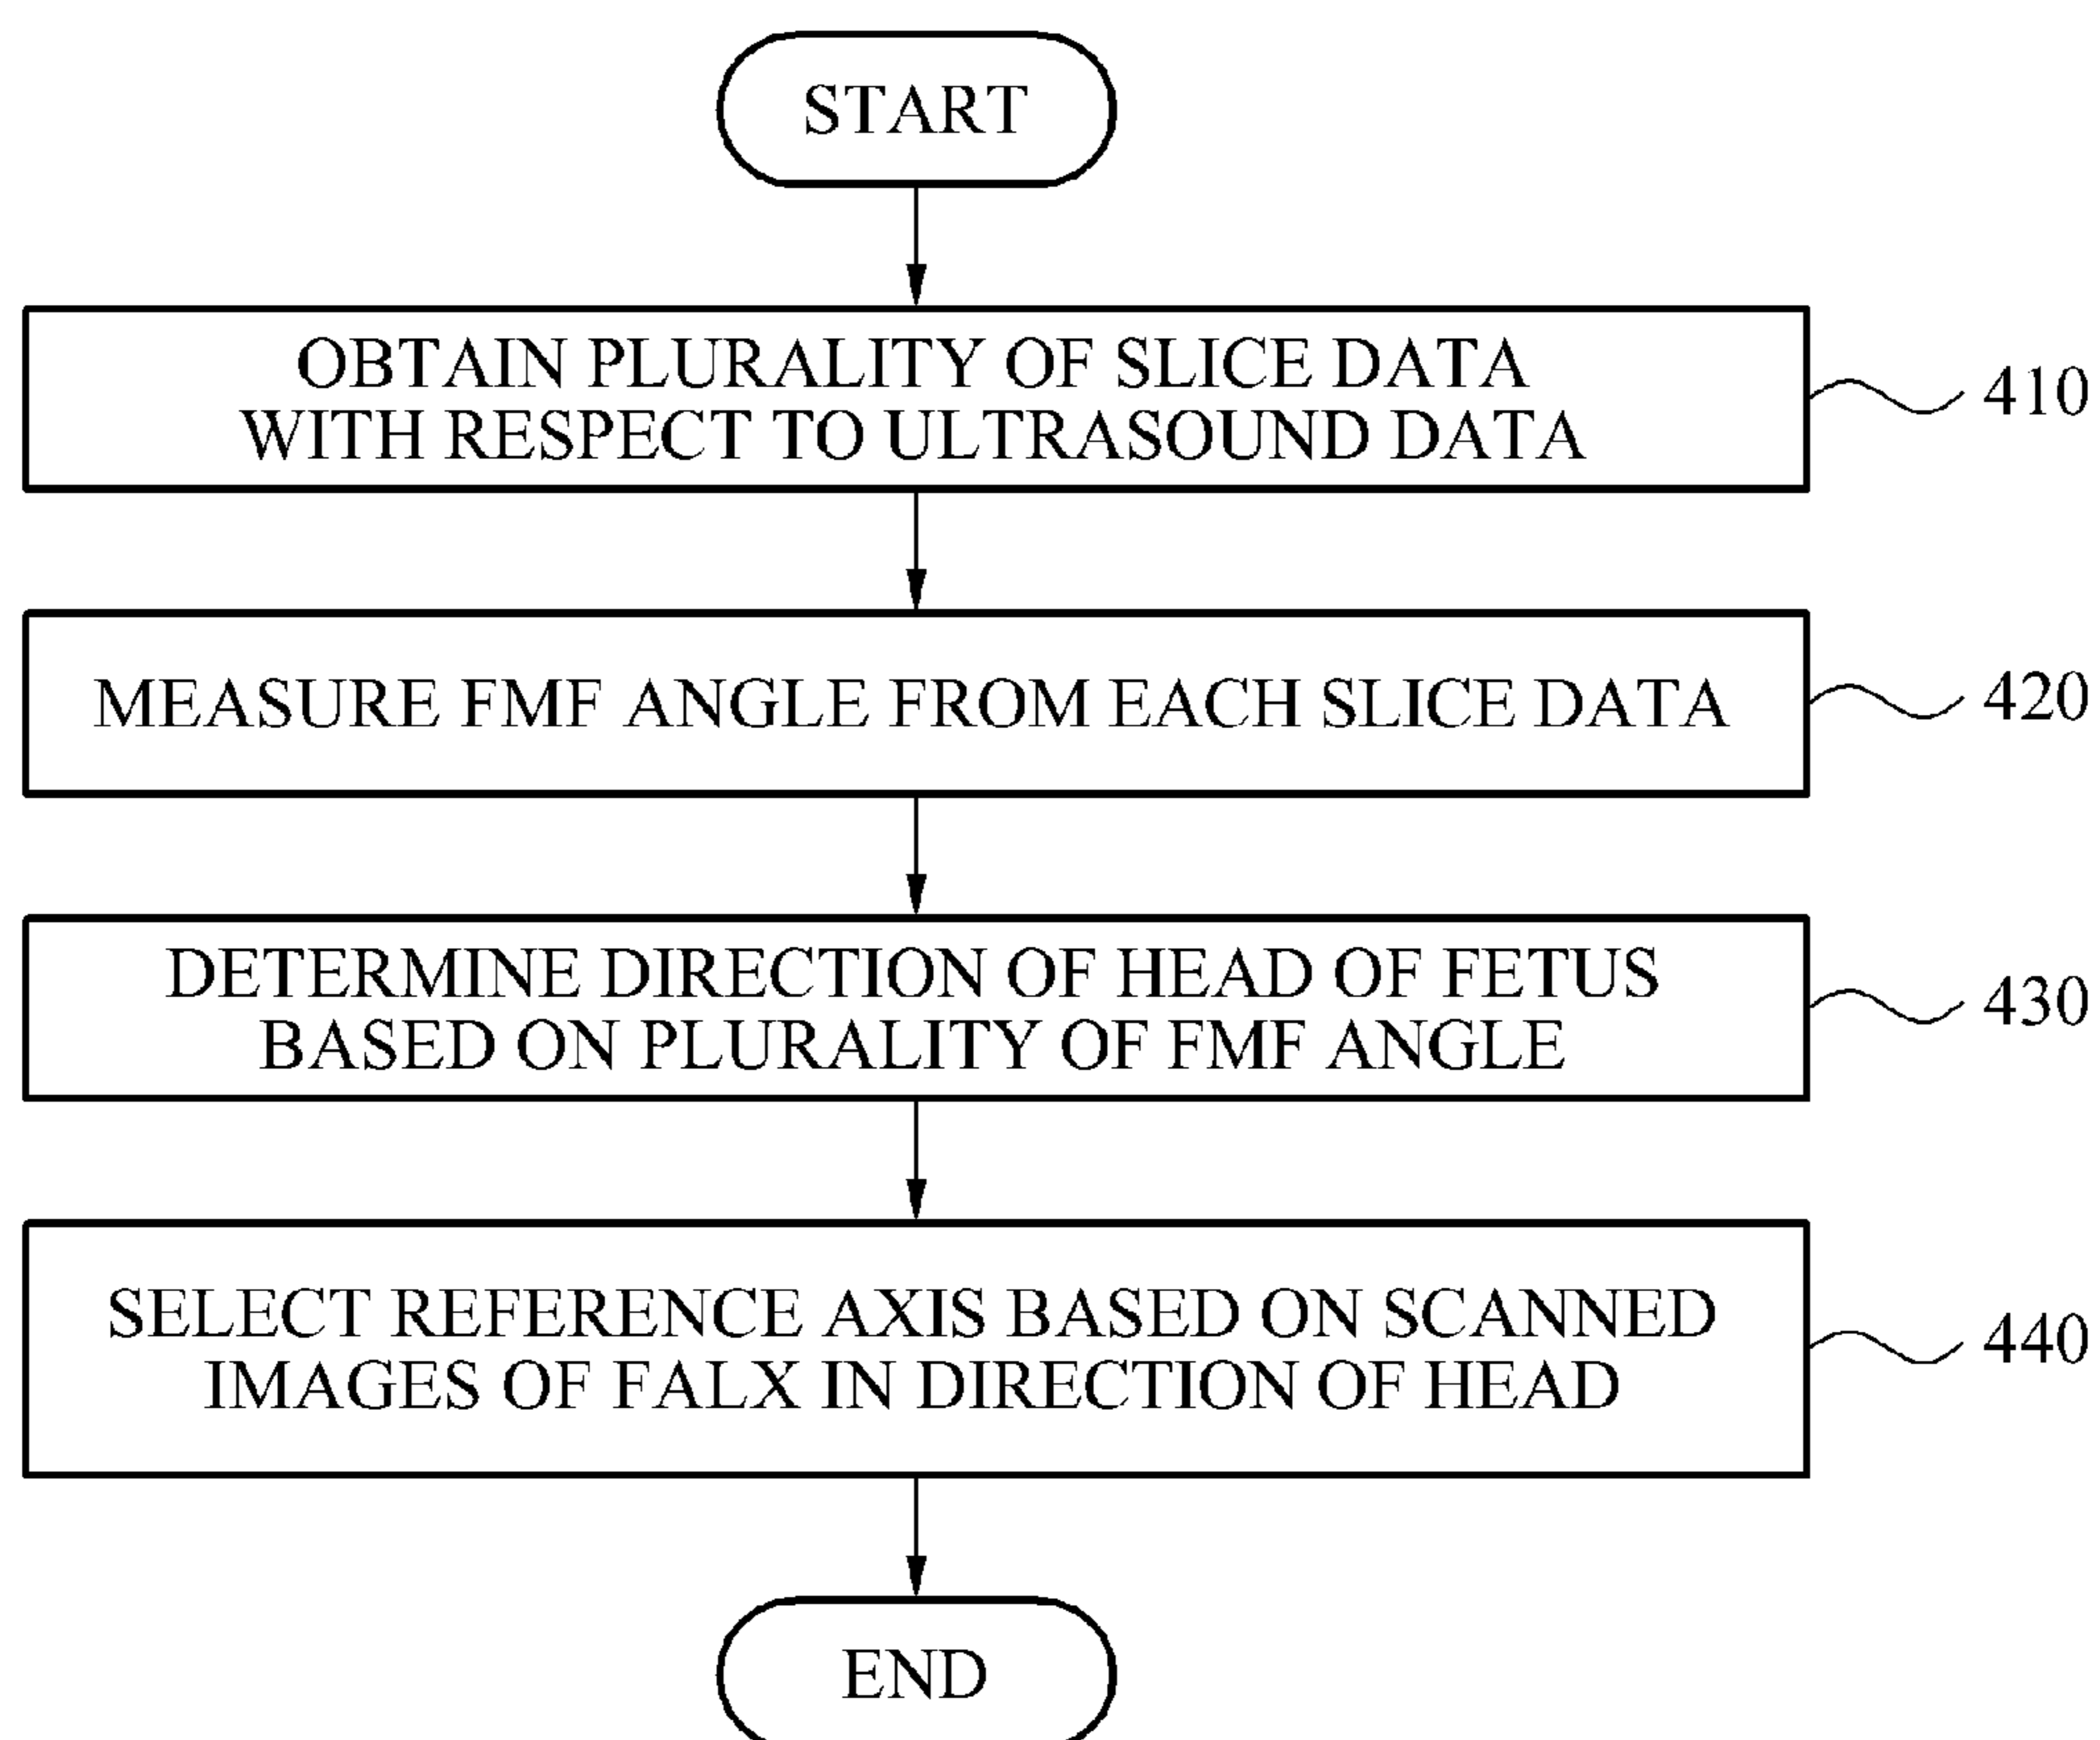 START
OBTAIN PLURALITY OF SLICE DATA
WITH RESPECT TO ULTRASOUND DATA
410
MEASURE FMF ANGLE FROM EACH SLICE DATA
420
DETERMINE DIRECTION OF HEAD OF FETUS
BASED ON PLURALITY OF FMF ANGLE
430
SELECT REFERENCE AXIS BASED ON SCANNED
IMAGES OF FALX IN DIRECTION OF HEAD
440
END